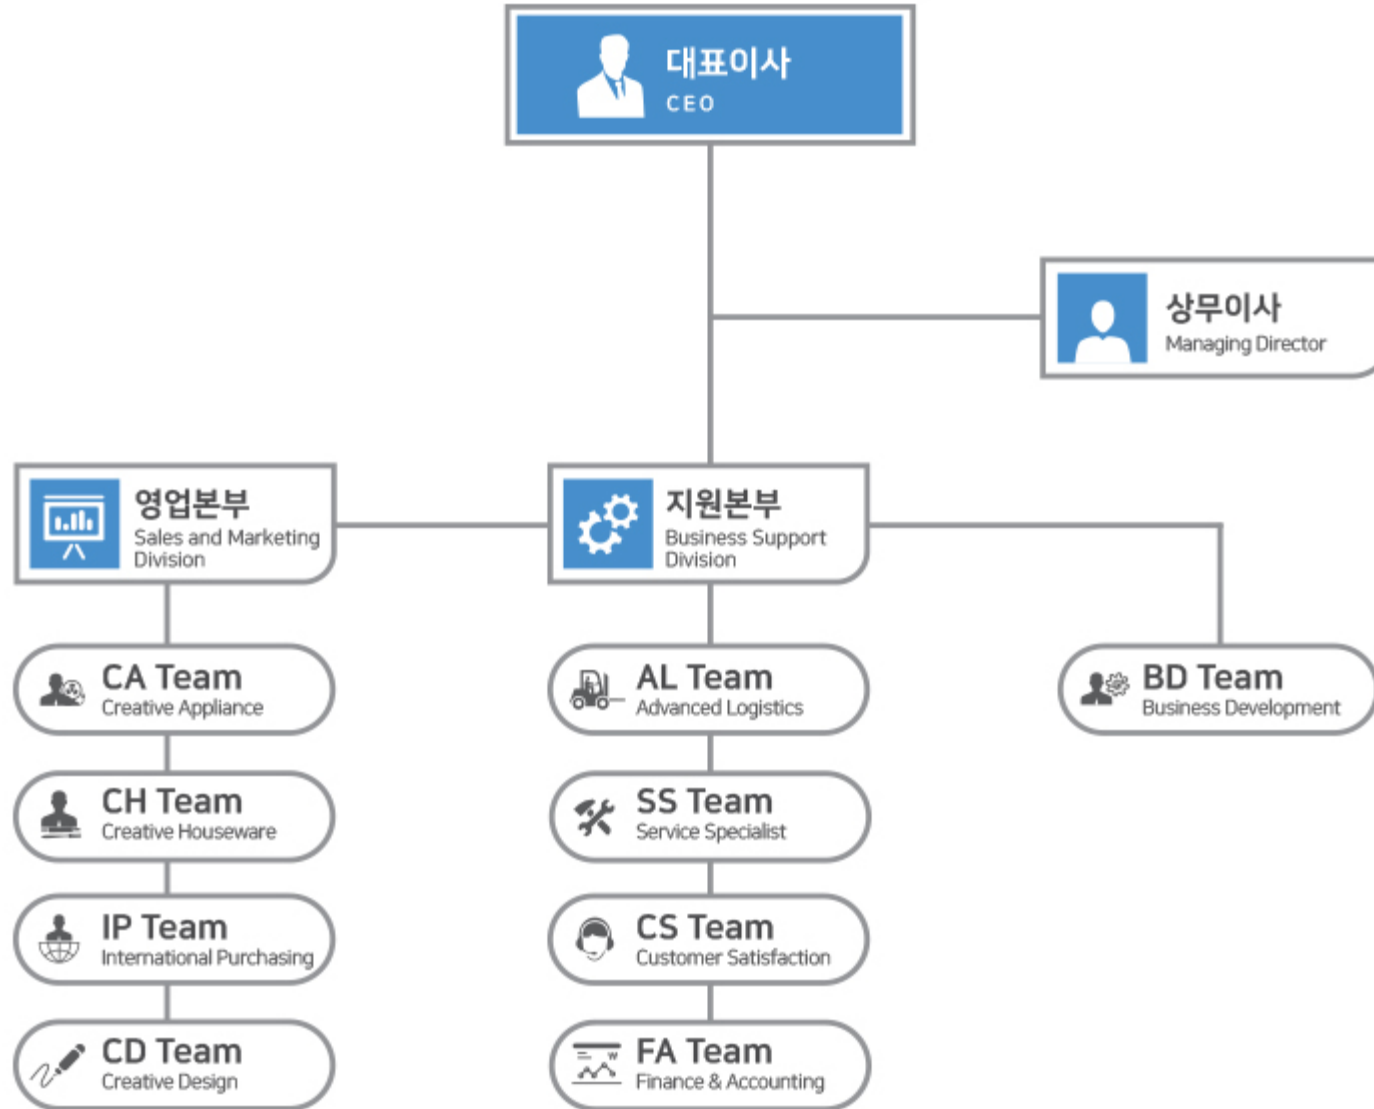 대표이사
CEO
상무이사
Managing Director
영업본부
Sales and Marketing
Division
지원본부
Business Support
Division
CA Team
Creative Appliance
AL Team
Advanced Logistics
BD Team
Business Development
CH Team
Creative Houseware
SS Team
Service Specialist
IP Team
International Purchasing
CS Team
Customer Satisfaction
CD Team
Creative Design
FA Team
Finance & Accounting